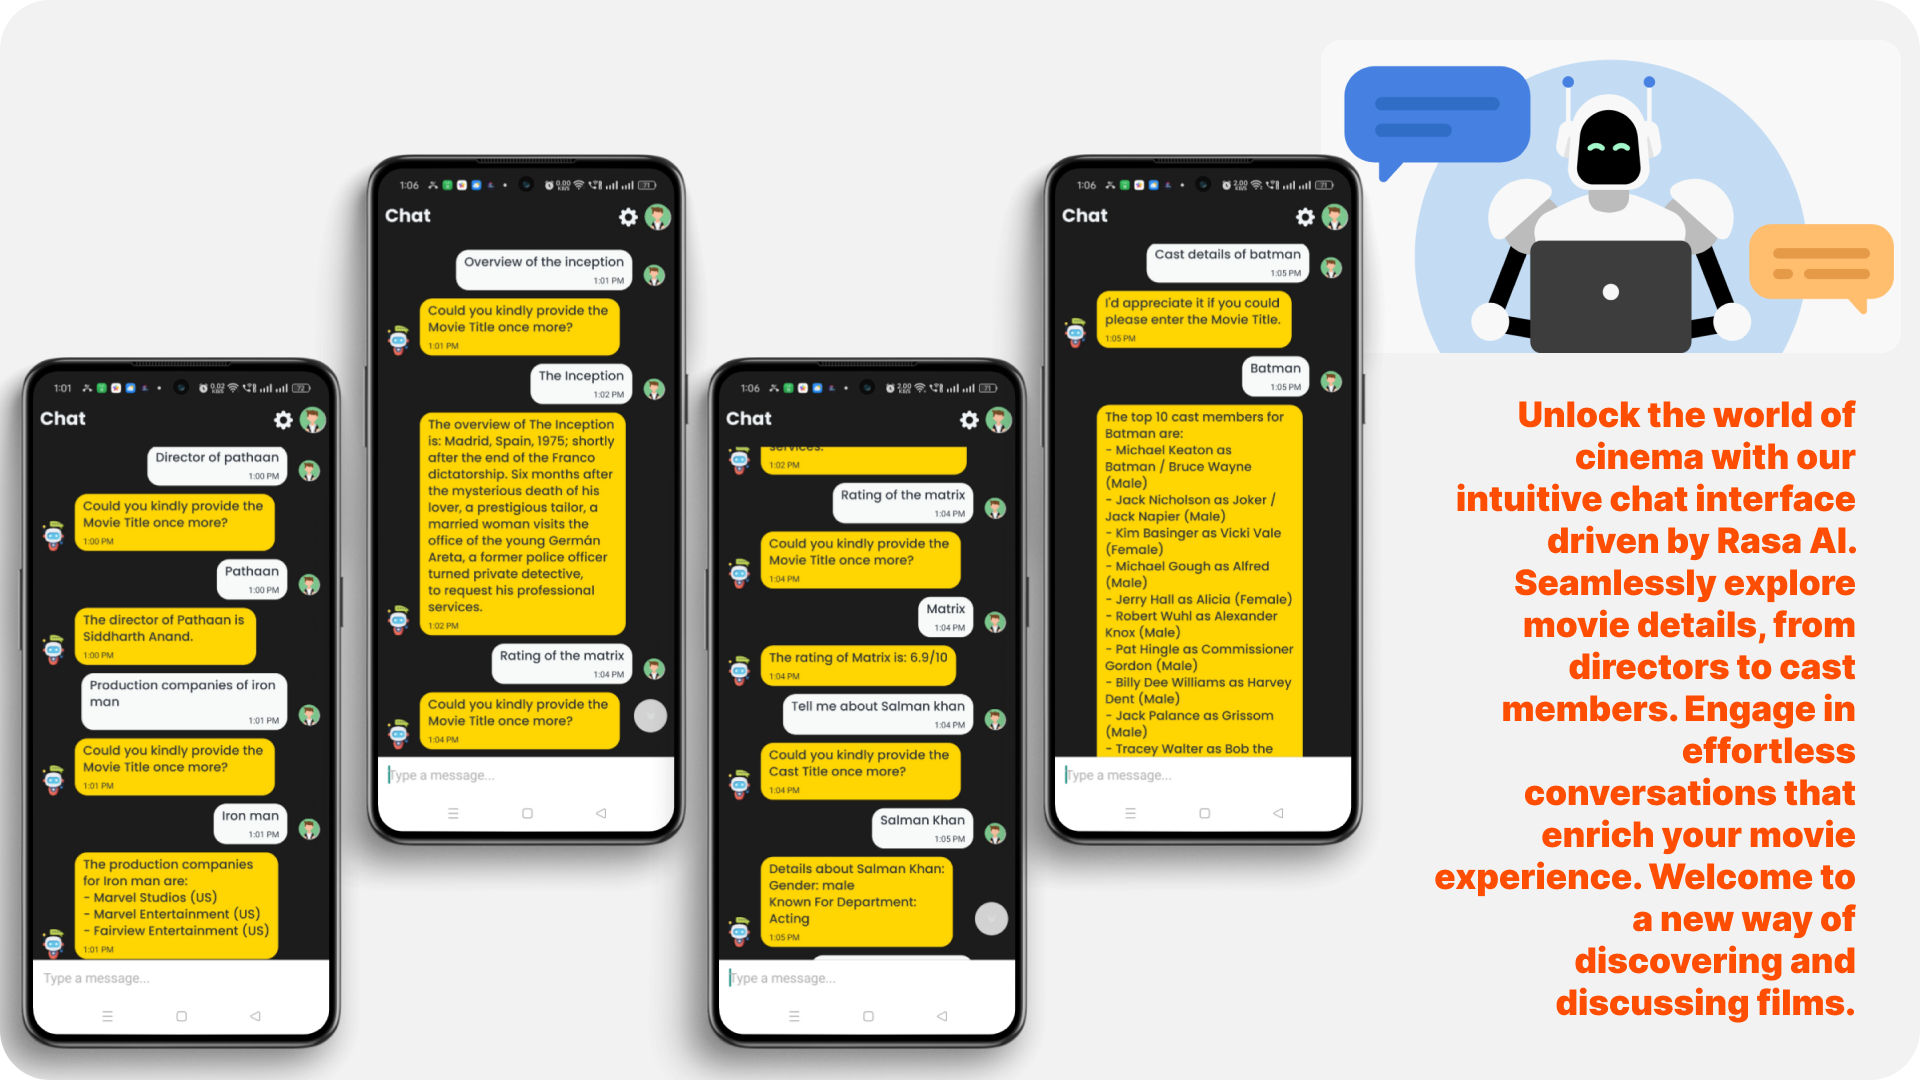 1:01
Chat
Director of pathaan
1:00 PM
Could you kindly provide the
Movie Title once more?
1:00 PM
Pathaan
1:00 PM
The director of Pathaan is
Siddharth Anand.
1:00 PM
Production companies of iron
man
1:01 PM
Could you kindly provide the
Movie Title once more?
1:01 PM
Iron man
1:01 PM
The production companies
for Iron man are:
- Marvel Studios (US)
- Marvel Entertainment (US)
- Fairview Entertainment (US)
1:01 PM
Type a message...
1:06
Chat
Overview of the inception
1:01 PM
Could you kindly provide the
Movie Title once more?
1:01 PM
The Inception
1:02 PM
The overview of The Inception
is: Madrid, Spain, 1975; shortly
after the end of the Franco
dictatorship. Six months after
the mysterious death of his
lover, a prestigious tailor, a
married woman visits the
office of the young Germán
Areta, a former police officer
turned private detective,
to request his professional
services.
1:02 PM
Rating of the matrix
1:04 PM
Could you kindly provide the
Movie Title once more?
1:04 PM
Type a message...
1:06
Chat
services.
1:02 PM
Rating of the matrix
1:04 PM
Could you kindly provide the
Movie Title once more?
1:04 PM
Matrix
1:04 PM
The rating of Matrix is: 6.9/10
1:04 PM
Tell me about Salman khan
1:04 PM
Could you kindly provide the
Cast Title once more?
1:04 PM
Salman Khan
1:05 PM
Details about Salman Khan:
Gender: male
Known For Department:
Acting
1:05 PM
Type a message...
1:06
Chat
Cast details of batman
1:05 PM
I'd appreciate it if you could
please enter the Movie Title.
1:05 PM
Batman
1:05 PM
The top 10 cast members for
Batman are:
- Michael Keaton as
Batman / Bruce Wayne
(Male)
- Jack Nicholson as Joker /
Jack Napier (Male)
- Kim Basinger as Vicki Vale
(Female)
- Michael Gough as Alfred
(Male)
- Jerry Hall as Alicia (Female)
- Robert Wuhl as Alexander
Knox (Male)
- Pat Hingle as Commissioner
Gordon (Male)
- Billy Dee Williams as Harvey
Dent (Male)
- Jack Palance as Grissom
(Male)
- Tracey Walter as Bob the
Type a message...
Unlock the world of
cinema with our
intuitive chat interface
driven by Rasa AI.
Seamlessly explore
movie details, from
directors to cast
members. Engage in
effortless
conversations that
enrich your movie
experience. Welcome to
a new way of
discovering and
discussing films.